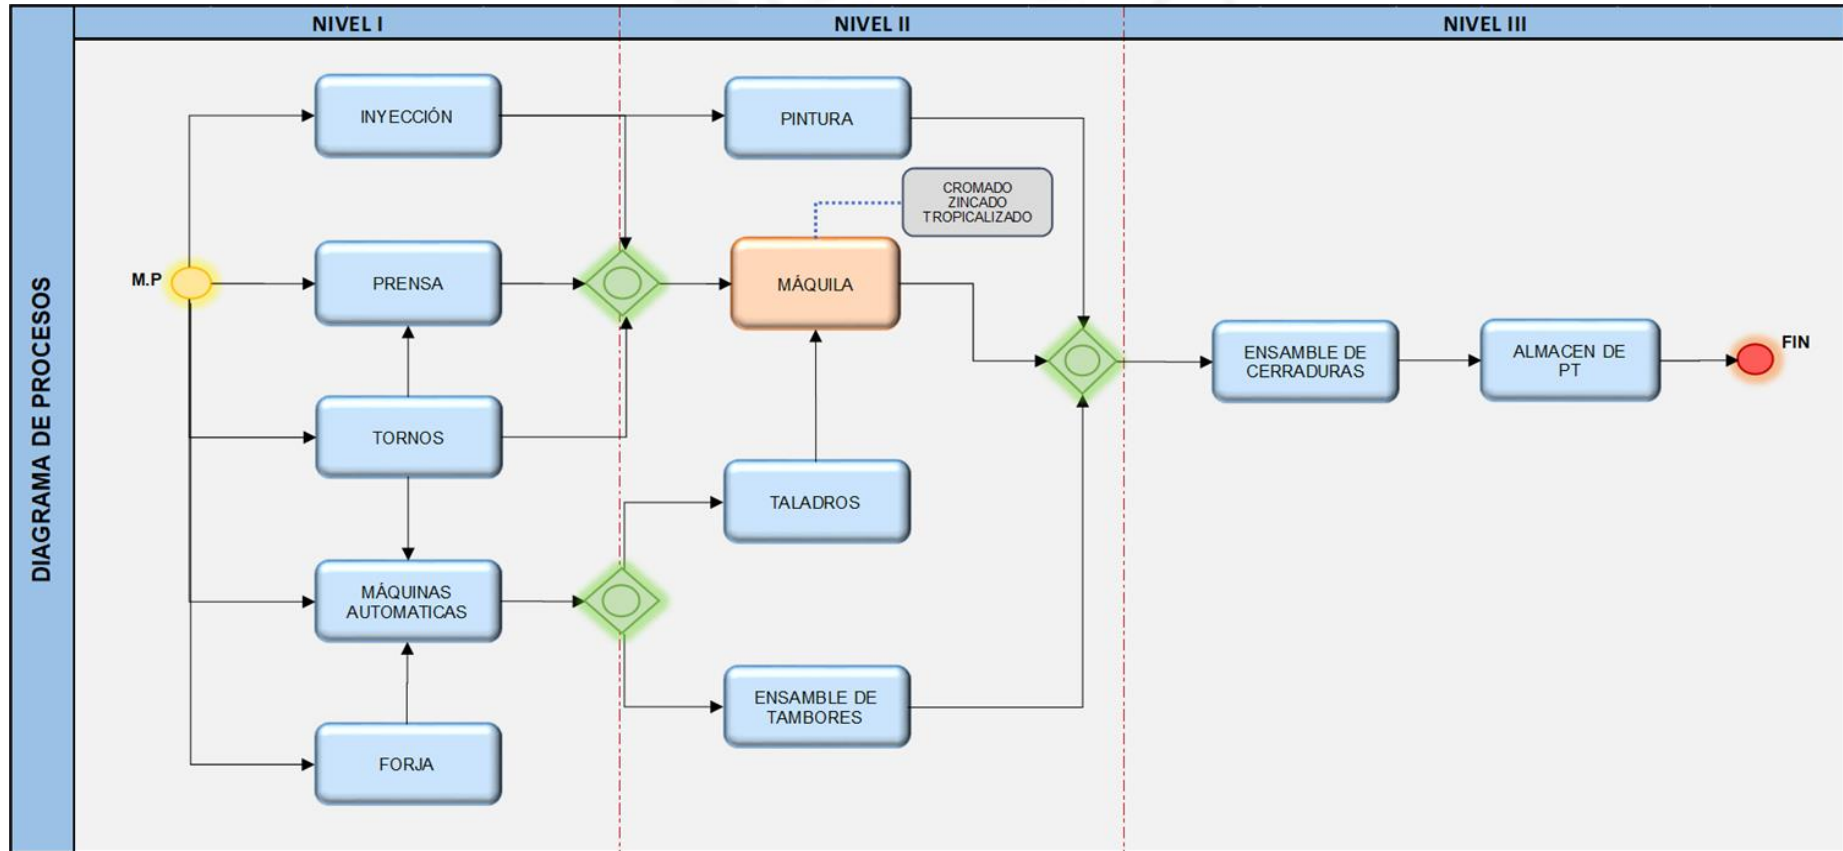 NIVEL I
NIVEL II
NIVEL III
DIAGRAMA DE PROCESOS
INYECCIÓN
PINTURA
CROMADO
ZINCADO
TROPICALIZADO
M.P
PRENSA
MÁQUILA
ENSAMBLE DE
CERRADURAS
ALMACEN DE
PT
FIN
TORNOS
TALADROS
MÁQUINAS
AUTOMATICAS
ENSAMBLE DE
TAMBORES
FORJA